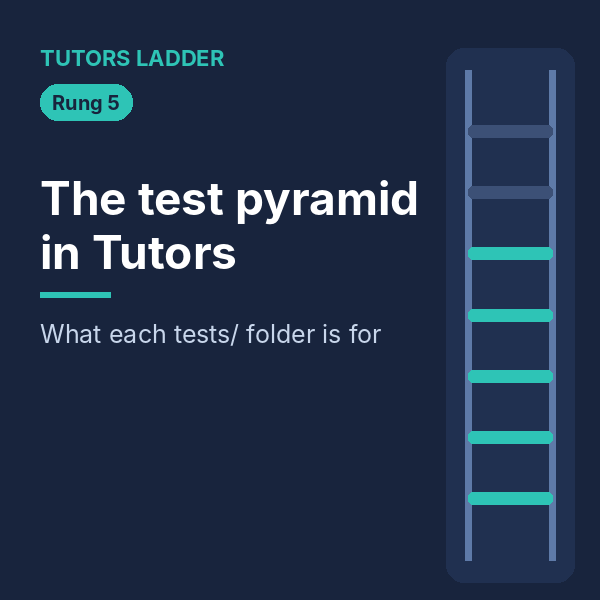 TUTORS LADDER
Rung 5
The test pyramid
in Tutors
What each tests/ folder is for